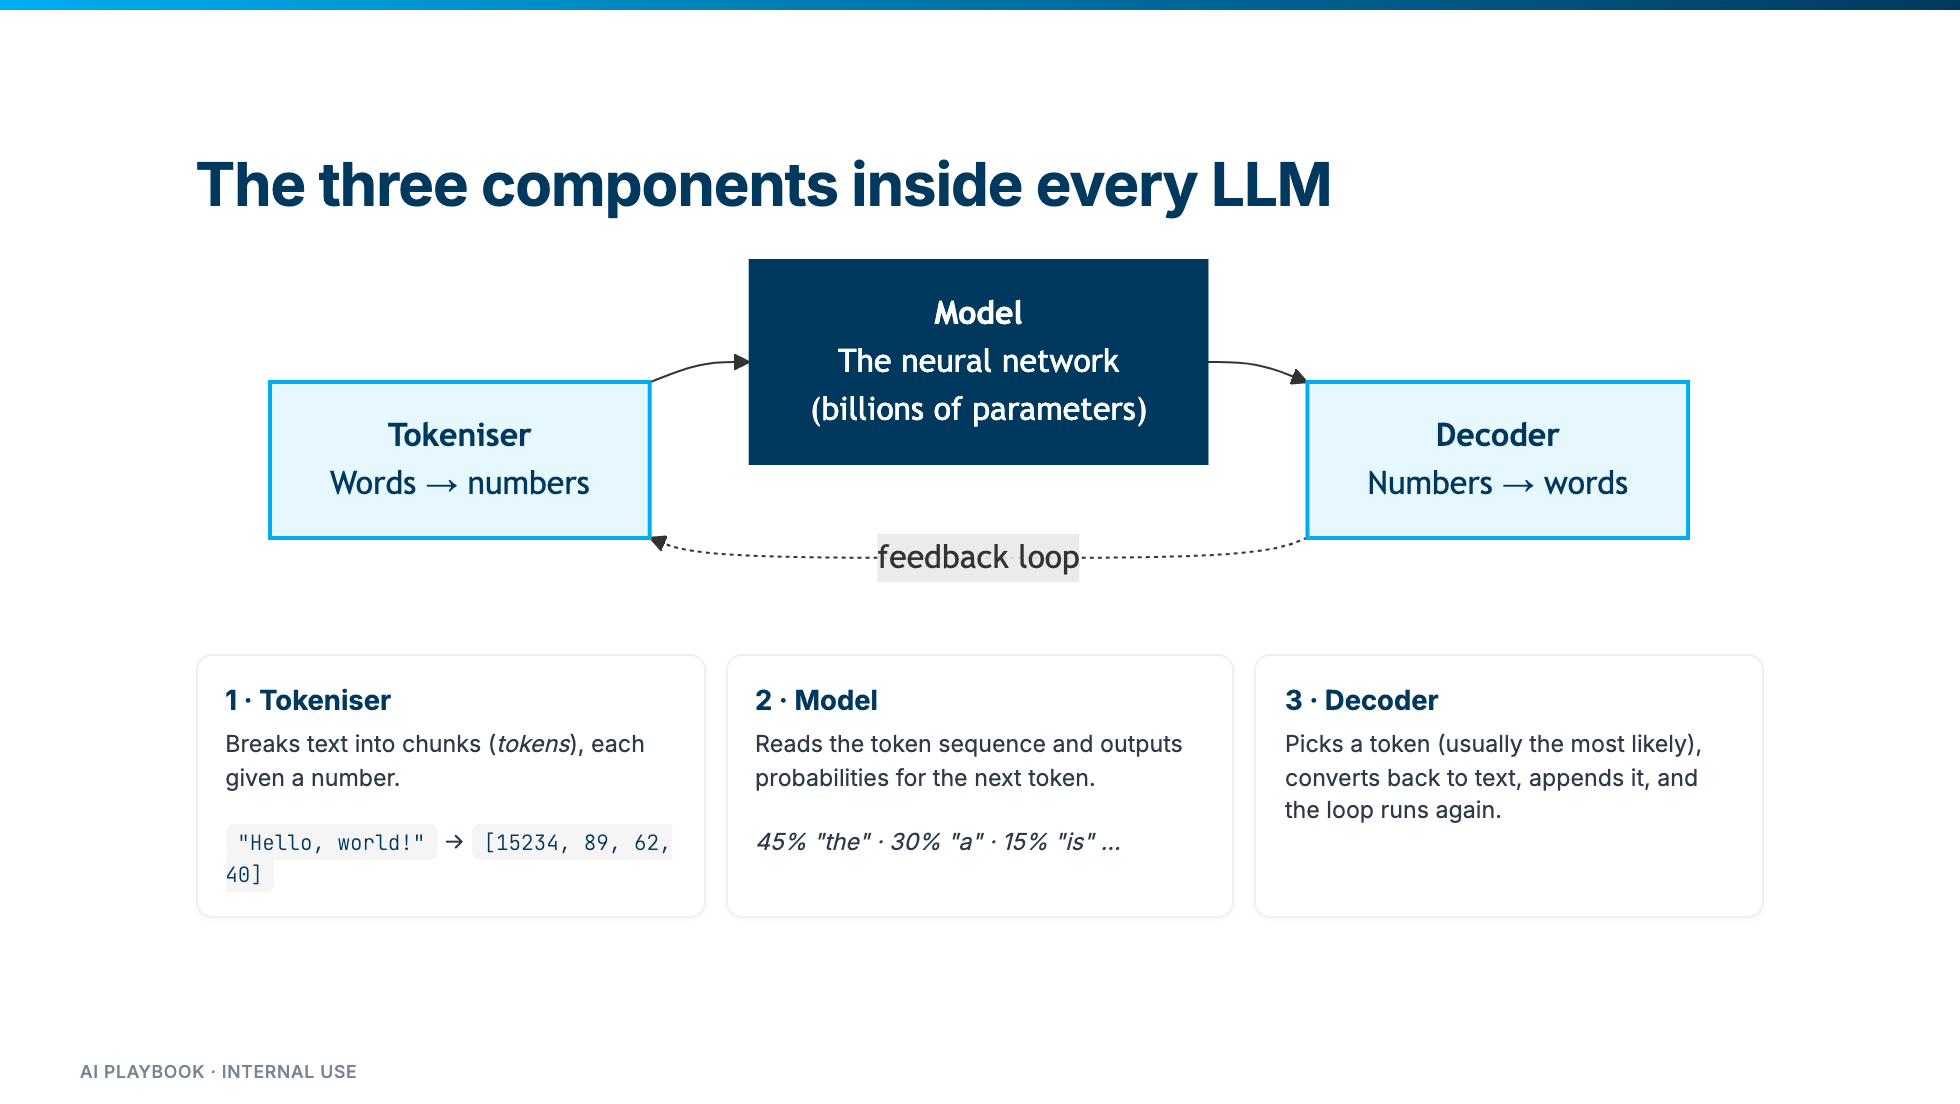 The three components inside every LLM
Model
The neural network
(billions of parameters)
Tokeniser
Words → numbers
Decoder
Numbers → words
feedback loop
1 · Tokeniser
Breaks text into chunks (tokens), each
given a number.
"Hello, world!" → [15234, 89, 62,
40]
2 · Model
Reads the token sequence and outputs
probabilities for the next token.
45% "the" · 30% "a" · 15% "is" ...
3 · Decoder
Picks a token (usually the most likely),
converts back to text, appends it, and
the loop runs again.
AI PLAYBOOK · INTERNAL USE